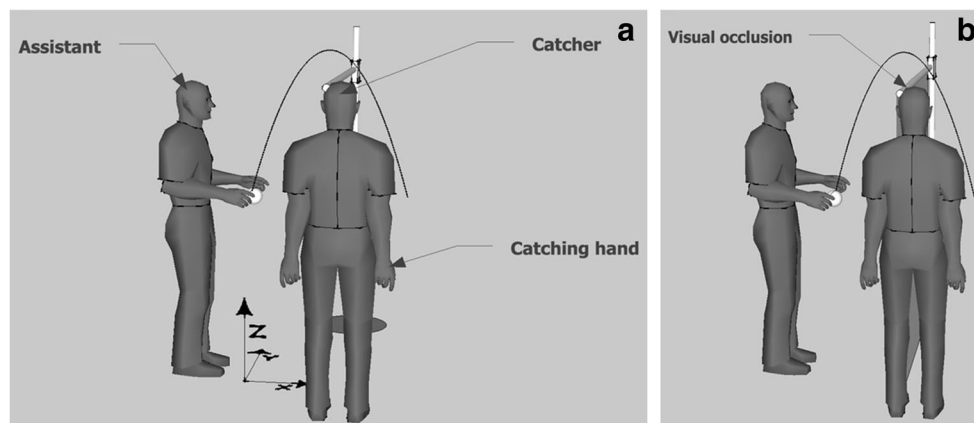 a
Assistant
Catcher
Catching hand
Z
Y
X
b
Visual occlusion